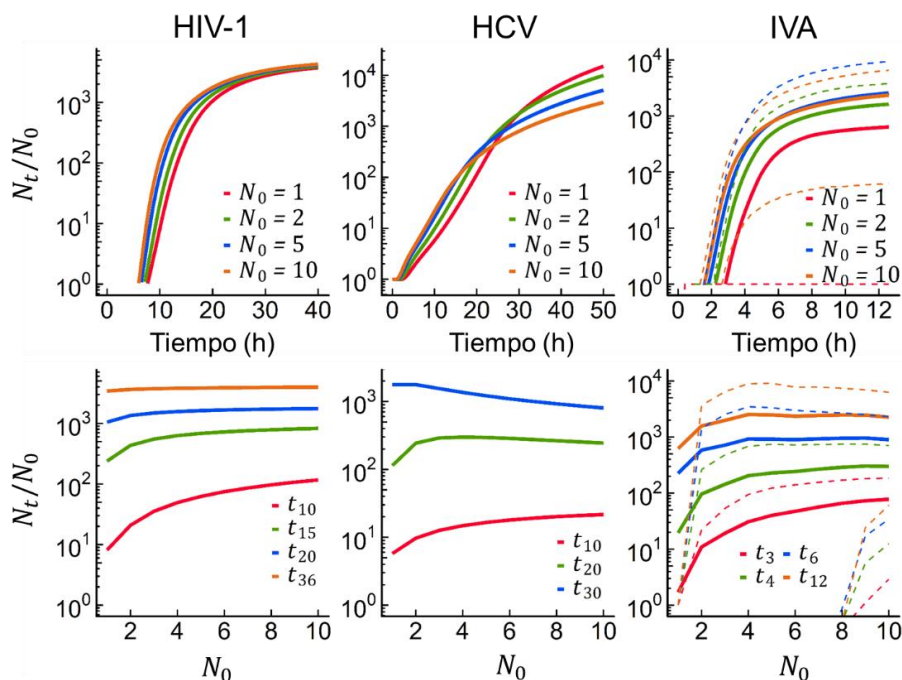 HIV-1 HCV IVA
N_t/N_0
10^3
10^2
10^1
10^0
0 10 20 30 40
Tiempo (h)
N_0 = 1
N_0 = 2
N_0 = 5
N_0 = 10
10^4
10^3
10^2
10^1
10^0
0 10 20 30 40 50
Tiempo (h)
N_0 = 1
N_0 = 2
N_0 = 5
N_0 = 10
10^4
10^3
10^2
10^1
10^0
0 2 4 6 8 10 12
Tiempo (h)
N_0 = 1
N_0 = 2
N_0 = 5
N_0 = 10
N_t/N_0
10^3
10^2
10^1
10^0
2 4 6 8 10
N_0
t_10
t_15
t_20
t_36
10^4
10^3
10^2
10^1
10^0
2 4 6 8 10
N_0
t_10
t_20
t_30
10^4
10^3
10^2
10^1
10^0
2 4 6 8 10
N_0
t_3 t_6
t_4 t_12